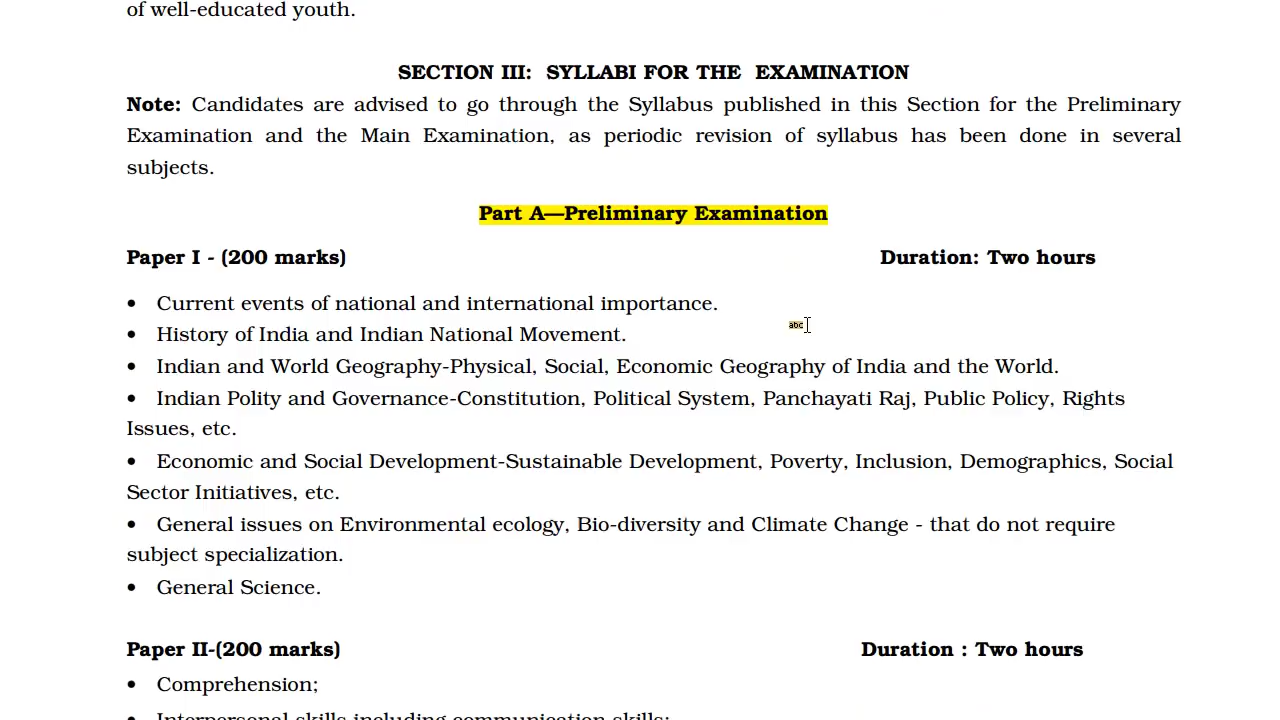 of well-educated youth.
SECTION III: SYLLABI FOR THE EXAMINATION
Note: Candidates are advised to go through the Syllabus published in this Section for the Preliminary
Examination and the Main Examination, as periodic revision of syllabus has been done in several
subjects.
Part A—Preliminary Examination
Paper I - (200 marks) Duration: Two hours
• Current events of national and international importance.
abc
• History of India and Indian National Movement.
• Indian and World Geography-Physical, Social, Economic Geography of India and the World.
• Indian Polity and Governance-Constitution, Political System, Panchayati Raj, Public Policy, Rights
Issues, etc.
• Economic and Social Development-Sustainable Development, Poverty, Inclusion, Demographics, Social
Sector Initiatives, etc.
• General issues on Environmental ecology, Bio-diversity and Climate Change - that do not require
subject specialization.
• General Science.
Paper II-(200 marks) Duration : Two hours
• Comprehension;
• Interpersonal skills including communication skills;